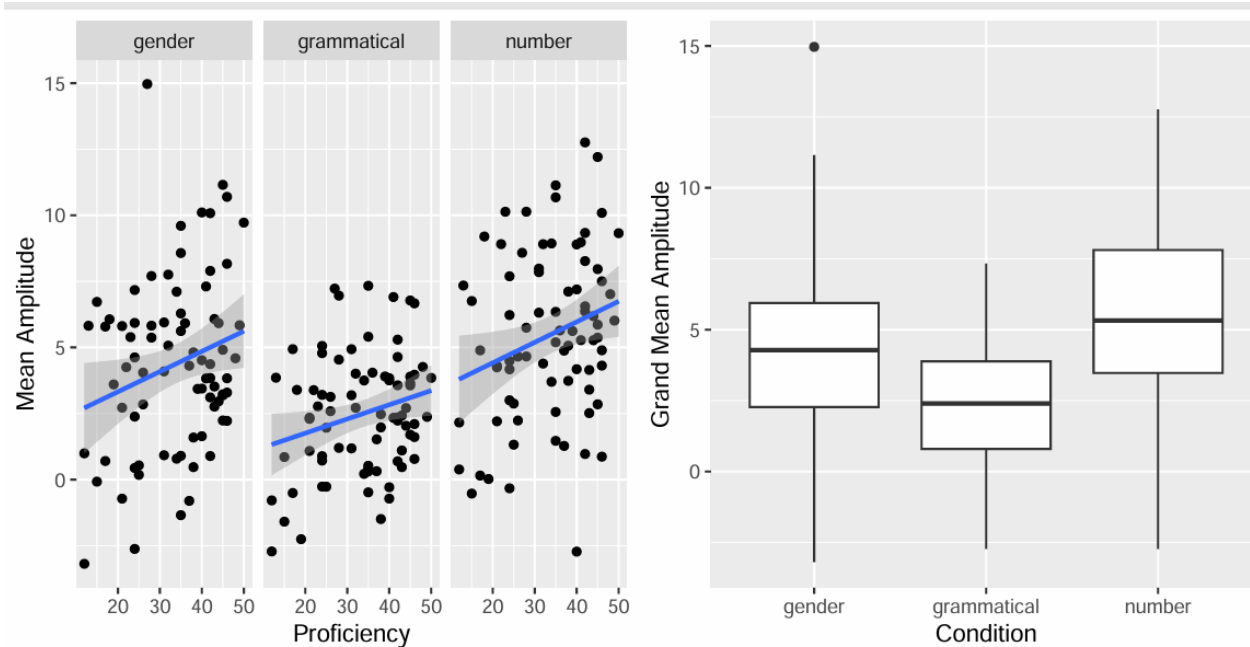 gender grammatical number
Mean Amplitude
15
10
5
0
20 30 40 50 20 30 40 50 20 30 40 50
Proficiency
Grand Mean Amplitude
15
10
5
0
gender grammatical number
Condition